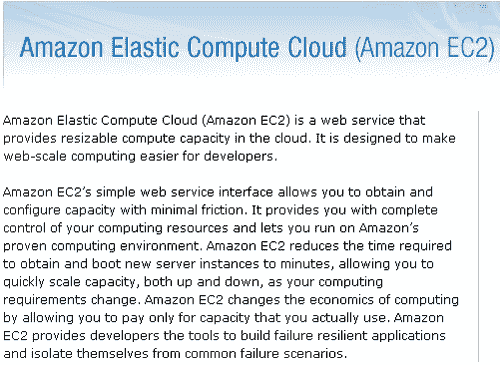 Amazon Elastic Compute Cloud (Amazon EC2)
Amazon Elastic Compute Cloud (Amazon EC2) is a web service that
provides resizable compute capacity in the cloud. It is designed to make
web-scale computing easier for developers.
Amazon EC2's simple web service interface allows you to obtain and
configure capacity with minimal friction. It provides you with complete
control of your computing resources and lets you run on Amazon's
proven computing environment. Amazon EC2 reduces the time required
to obtain and boot new server instances to minutes, allowing you to
quickly scale capacity, both up and down, as your computing
requirements change. Amazon EC2 changes the economics of computing
by allowing you to pay only for capacity that you actually use. Amazon
EC2 provides developers the tools to build failure resilient applications
and isolate themselves from common failure scenarios.